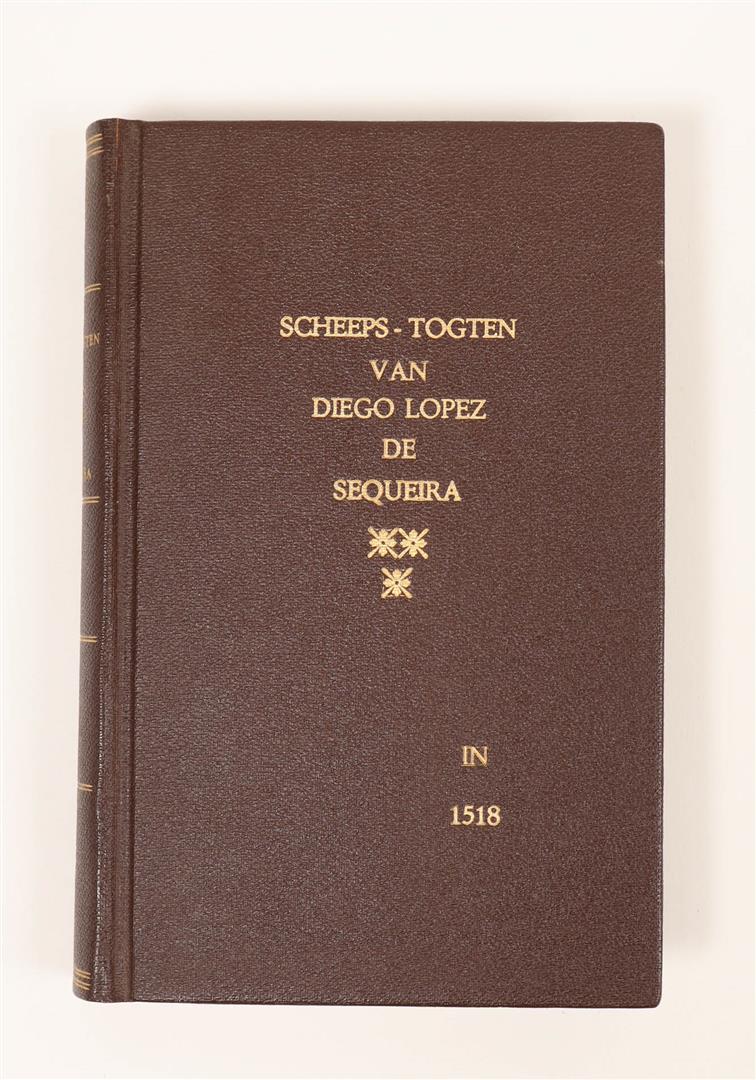 SCHEEPS - TOGTEN
VAN
DIEGO LOPEZ
DE
SEQUEIRA
IN
1518